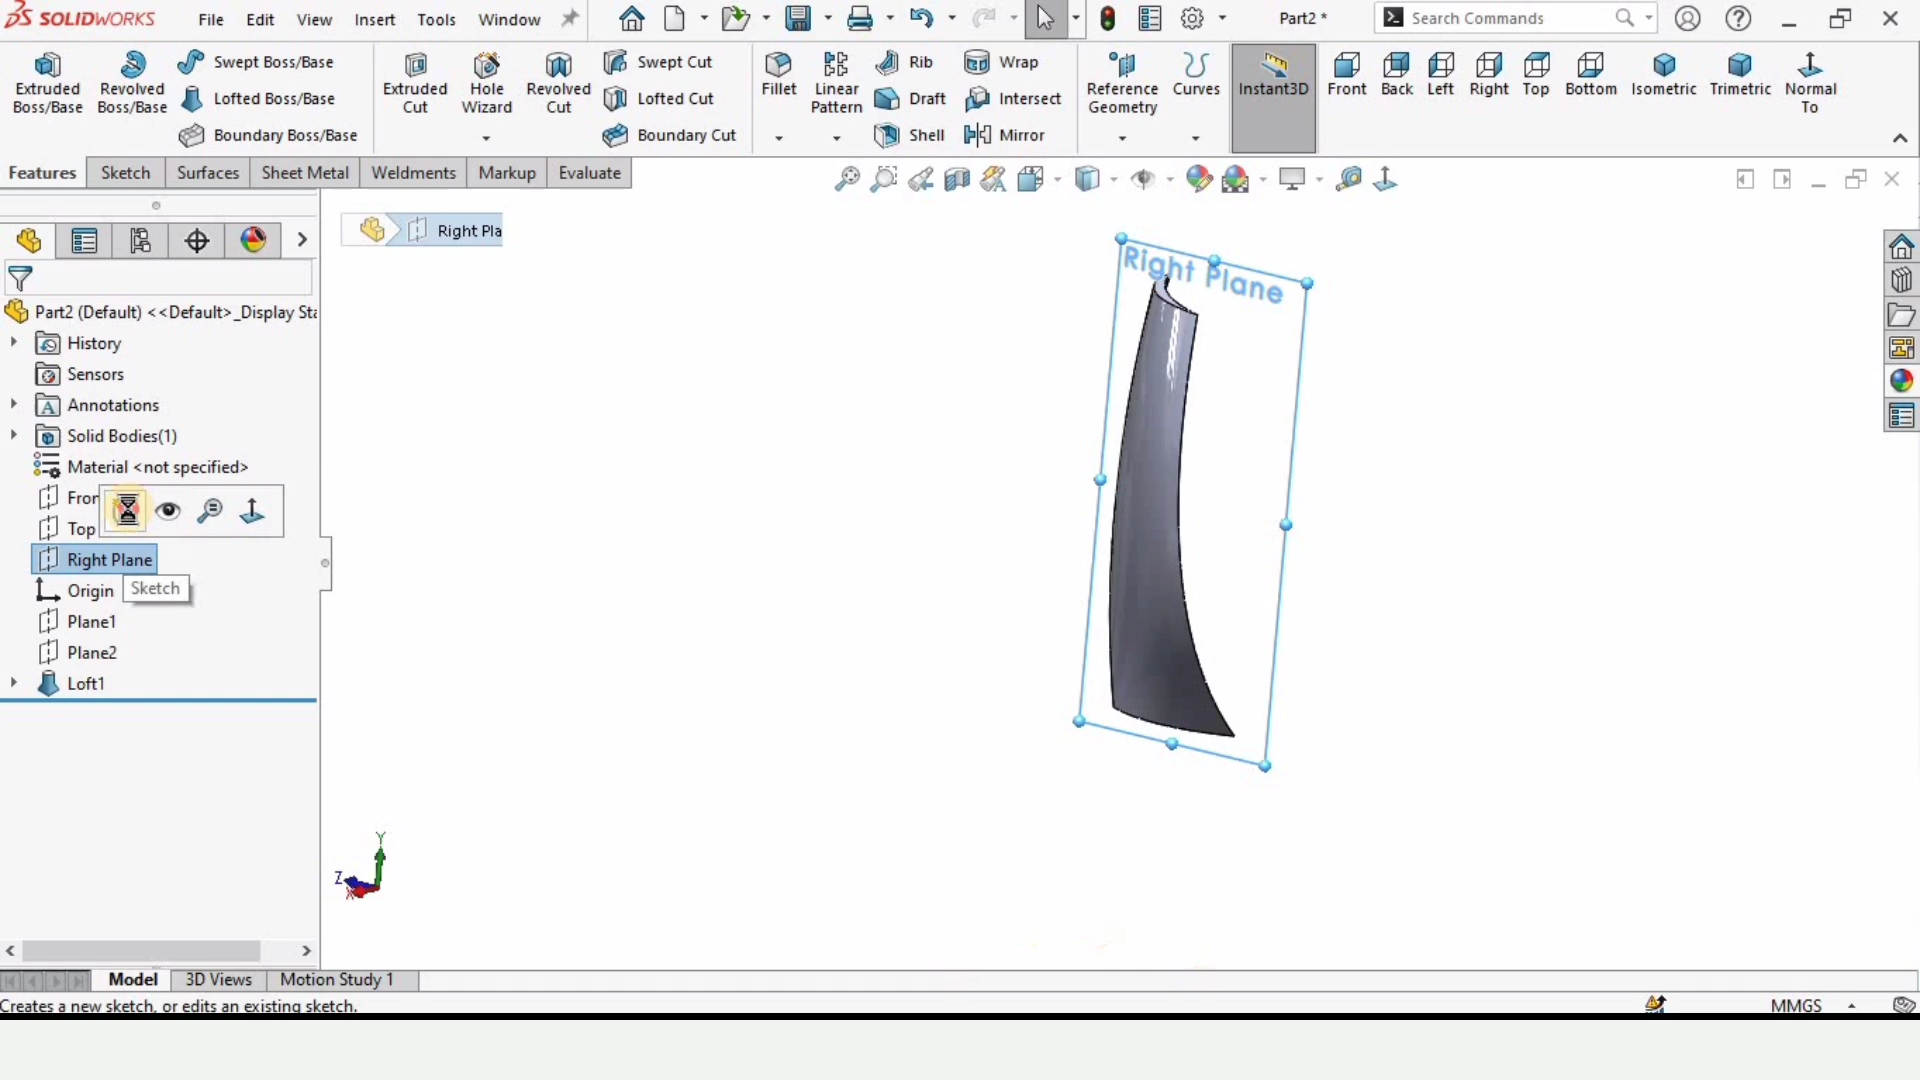 SOLIDWORKS File Edit View Insert Tools Window Part2 * Search Commands
Extruded Boss/Base
Revolved Boss/Base
Swept Boss/Base
Lofted Boss/Base
Boundary Boss/Base
Extruded Cut
Hole Wizard
Revolved Cut
Swept Cut
Lofted Cut
Boundary Cut
Fillet
Linear Pattern
Rib
Draft
Shell
Wrap
Intersect
Mirror
Reference Geometry
Curves
Instant3D
Front Back Left Right Top Bottom Isometric Trimetric Normal To
Features Sketch Surfaces Sheet Metal Weldments Markup Evaluate
Right Pla
Part2 (Default) <<Default>_Display Sta
History
Sensors
Annotations
Solid Bodies(1)
Material <not specified>
Fron
Top
Right Plane
Sketch
Origin
Plane1
Plane2
Loft1
Right Plane
Y
Z
X
Model 3D Views Motion Study 1
Creates a new sketch, or edits an existing sketch. MMGS